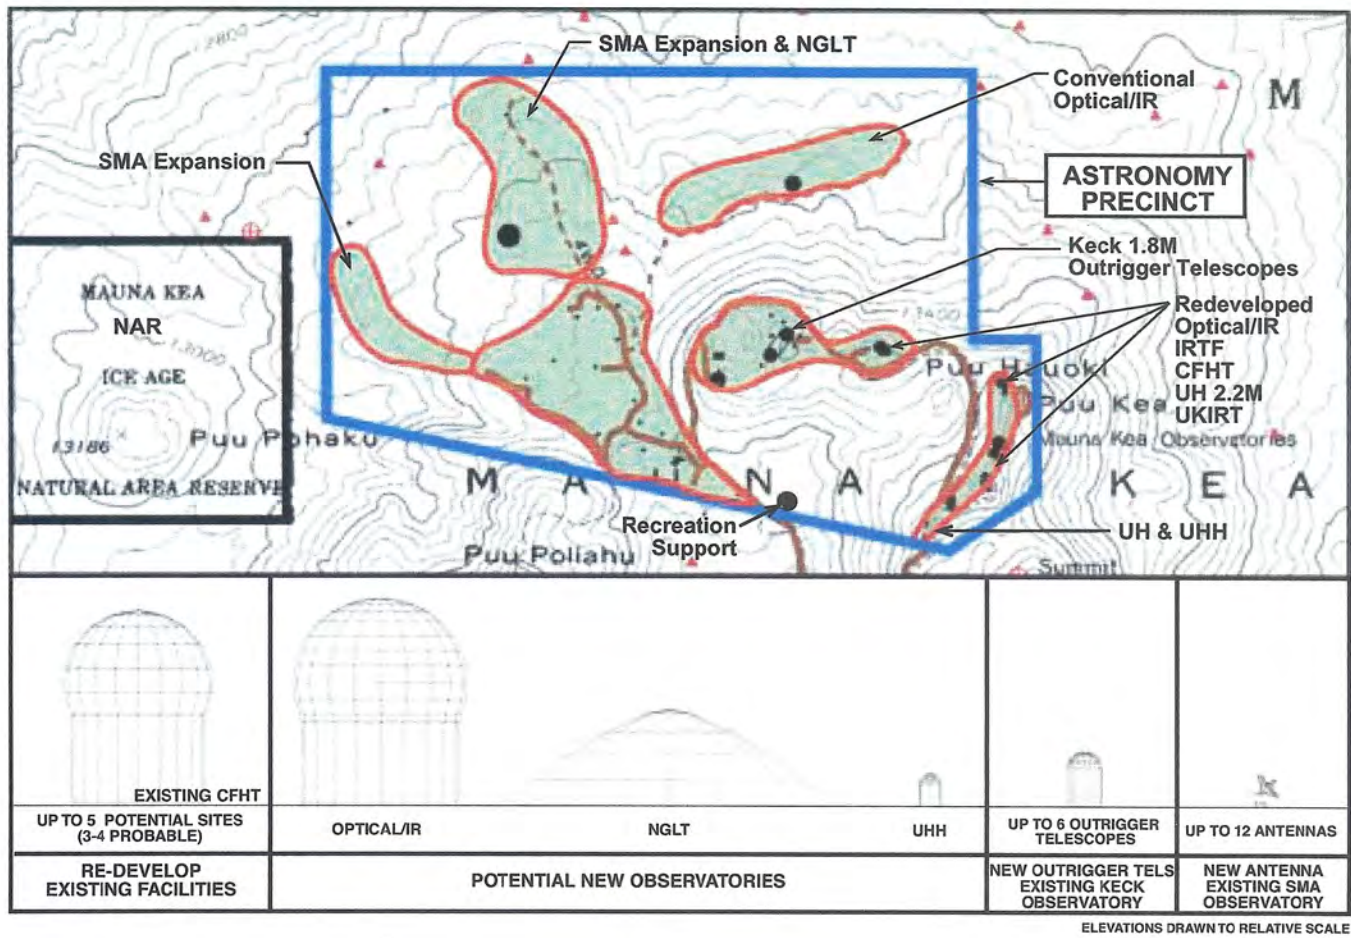 12800
SMA Expansion & NGLT
Conventional
Optical/IR
M
SMA Expansion
ASTRONOMY
PRECINCT
Keck 1.8M
Outrigger Telescopes
MAUNA KEA
NAR
13000
ICE AGE
13186
NATURAL AREA RESERVE
Puu Pohaku
13400
Redeveloped
Optical/IR
IRTF
CFHT
UH 2.2M
UKIRT
Puu Hauoki
Puu Kea
Mauna Kea Observatories
MAUNA KEA
Recreation
Support
UH & UHH
Puu Poliahu
Summit
EXISTING CFHT
UP TO 5 POTENTIAL SITES
(3-4 PROBABLE)
OPTICAL/IR
NGLT
UHH
UP TO 6 OUTRIGGER
TELESCOPES
UP TO 12 ANTENNAS
RE-DEVELOP
EXISTING FACILITIES
POTENTIAL NEW OBSERVATORIES
NEW OUTRIGGER TELS
EXISTING KECK
OBSERVATORY
NEW ANTENNA
EXISTING SMA
OBSERVATORY
ELEVATIONS DRAWN TO RELATIVE SCALE